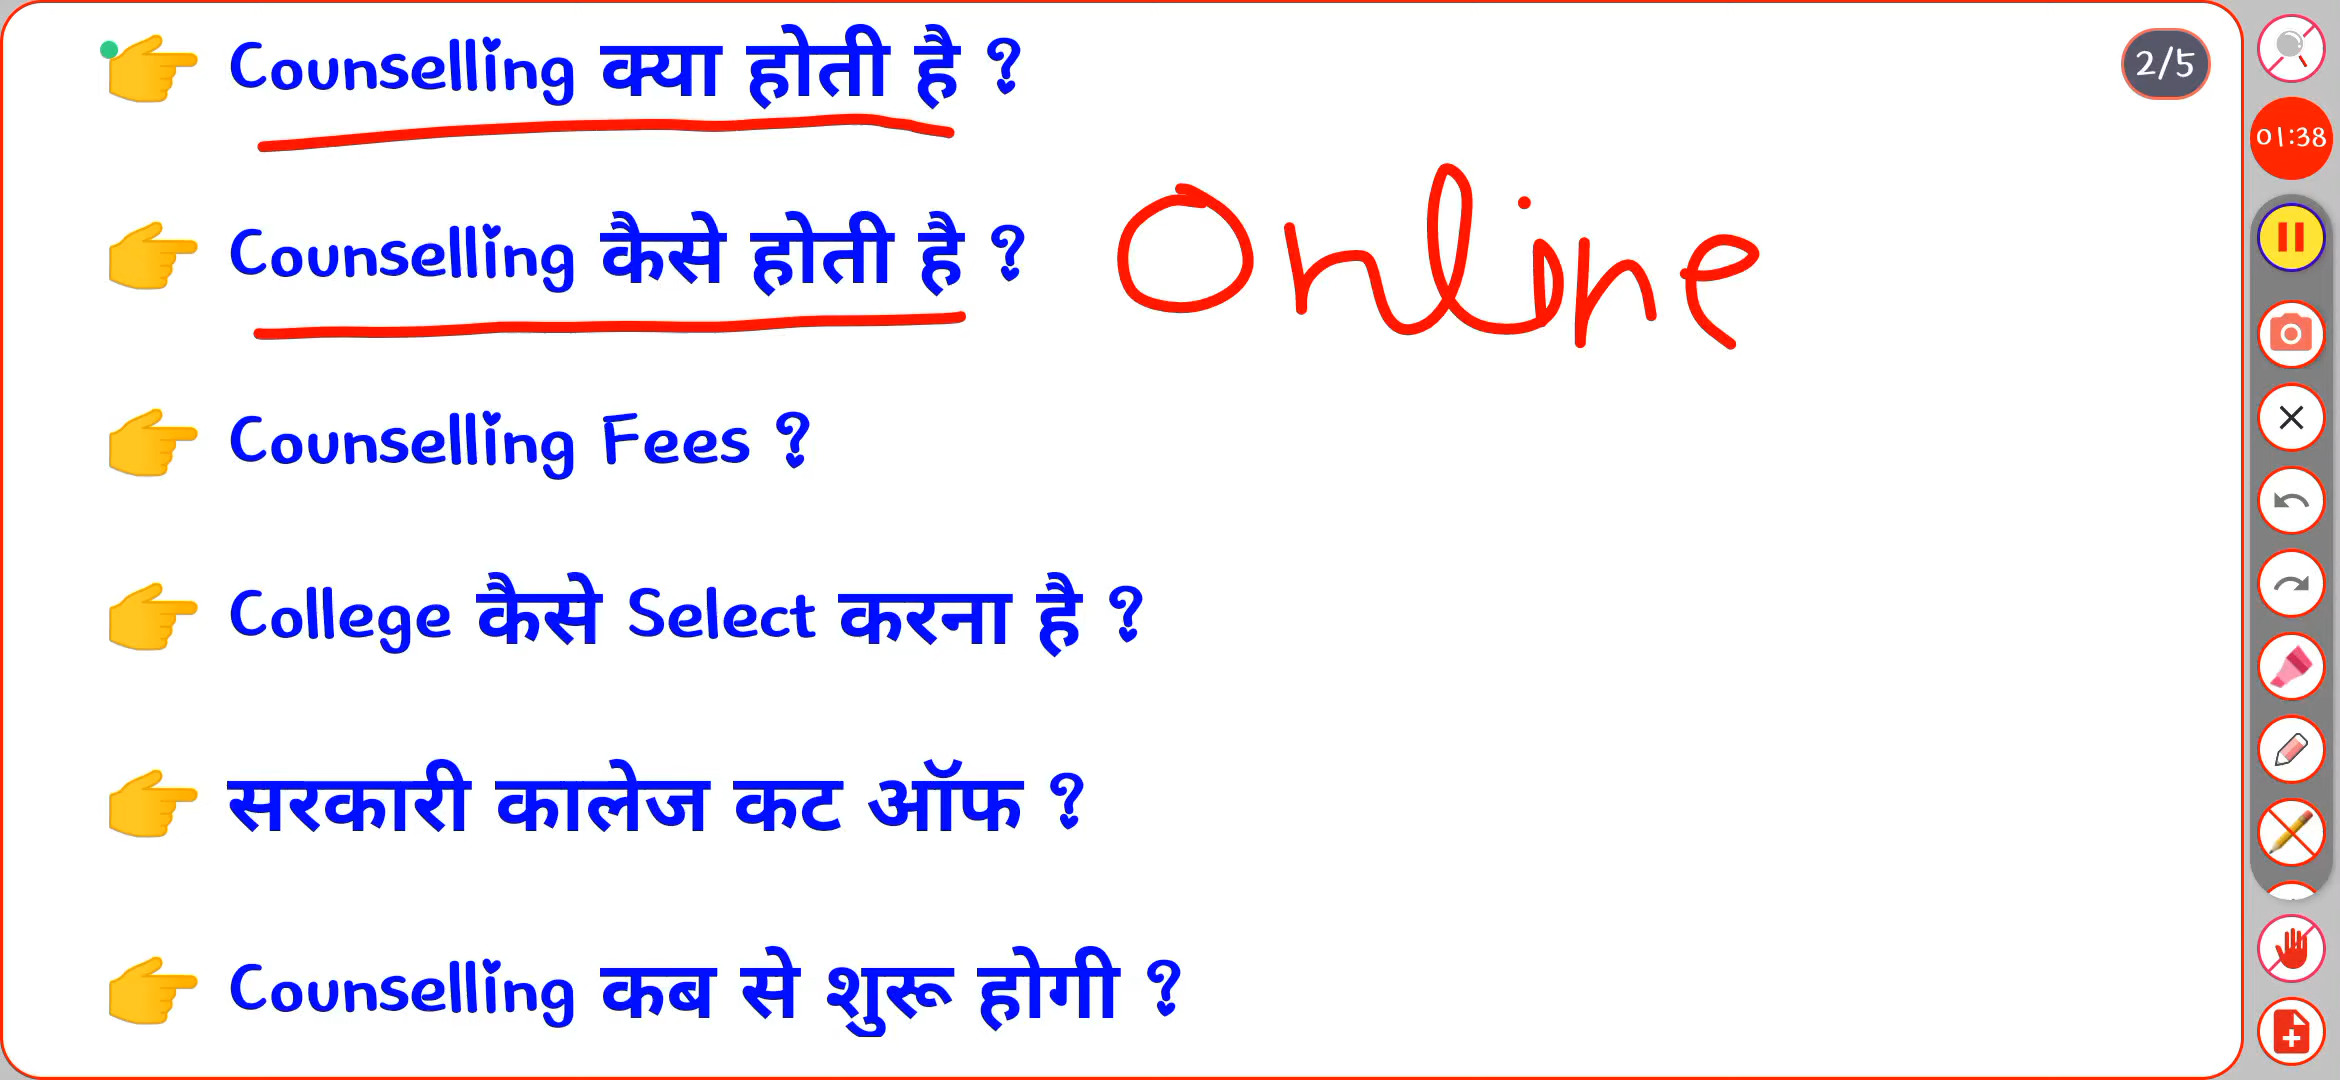 👉 Counselling क्या होती है ?
2/5
01:38
👉 Counselling कैसे होती है ? Online
👉 Counselling Fees ?
👉 College कैसे Select करना है ?
👉 सरकारी कालेज कट ऑफ ?
👉 Counselling कब से शुरू होगी ?